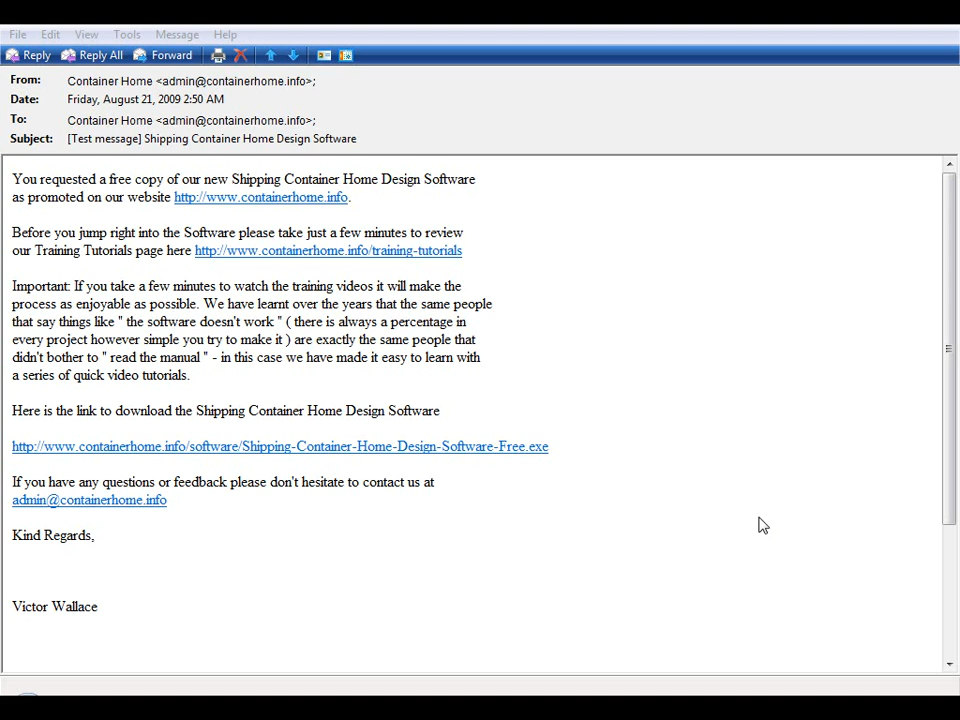 File Edit View Tools Message Help
Reply Reply All Forward
From: Container Home <admin@containerhome.info>;
Date: Friday, August 21, 2009 2:50 AM
To: Container Home <admin@containerhome.info>;
Subject: [Test message] Shipping Container Home Design Software
You requested a free copy of our new Shipping Container Home Design Software
as promoted on our website http://www.containerhome.info.
Before you jump right into the Software please take just a few minutes to review
our Training Tutorials page here http://www.containerhome.info/training-tutorials
Important: If you take a few minutes to watch the training videos it will make the
process as enjoyable as possible. We have learnt over the years that the same people
that say things like " the software doesn't work " ( there is always a percentage in
every project however simple you try to make it ) are exactly the same people that
didn't bother to " read the manual " - in this case we have made it easy to learn with
a series of quick video tutorials.
Here is the link to download the Shipping Container Home Design Software
http://www.containerhome.info/software/Shipping-Container-Home-Design-Software-Free.exe
If you have any questions or feedback please don't hesitate to contact us at
admin@containerhome.info
Kind Regards,
Victor Wallace